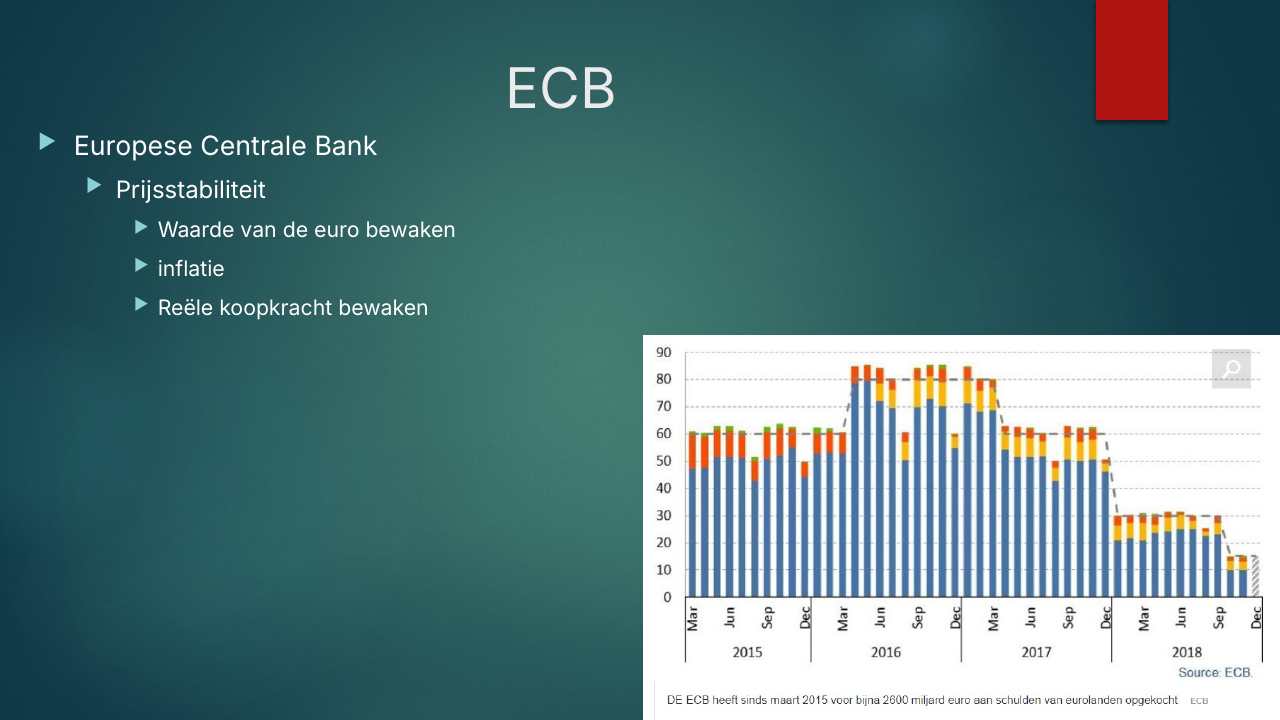 ECB
Europese Centrale Bank
Prijsstabiliteit
Waarde van de euro bewaken
inflatie
Reële koopkracht bewaken
90
80
70
60
50
40
30
20
10
0
Mar Jun Sep Dec Mar Jun Sep Dec Mar Jun Sep Dec Mar Jun Sep Dec
2015 2016 2017 2018
Source: ECB.
DE ECB heeft sinds maart 2015 voor bijna 2600 miljard euro aan schulden van eurolanden opgekocht ECB